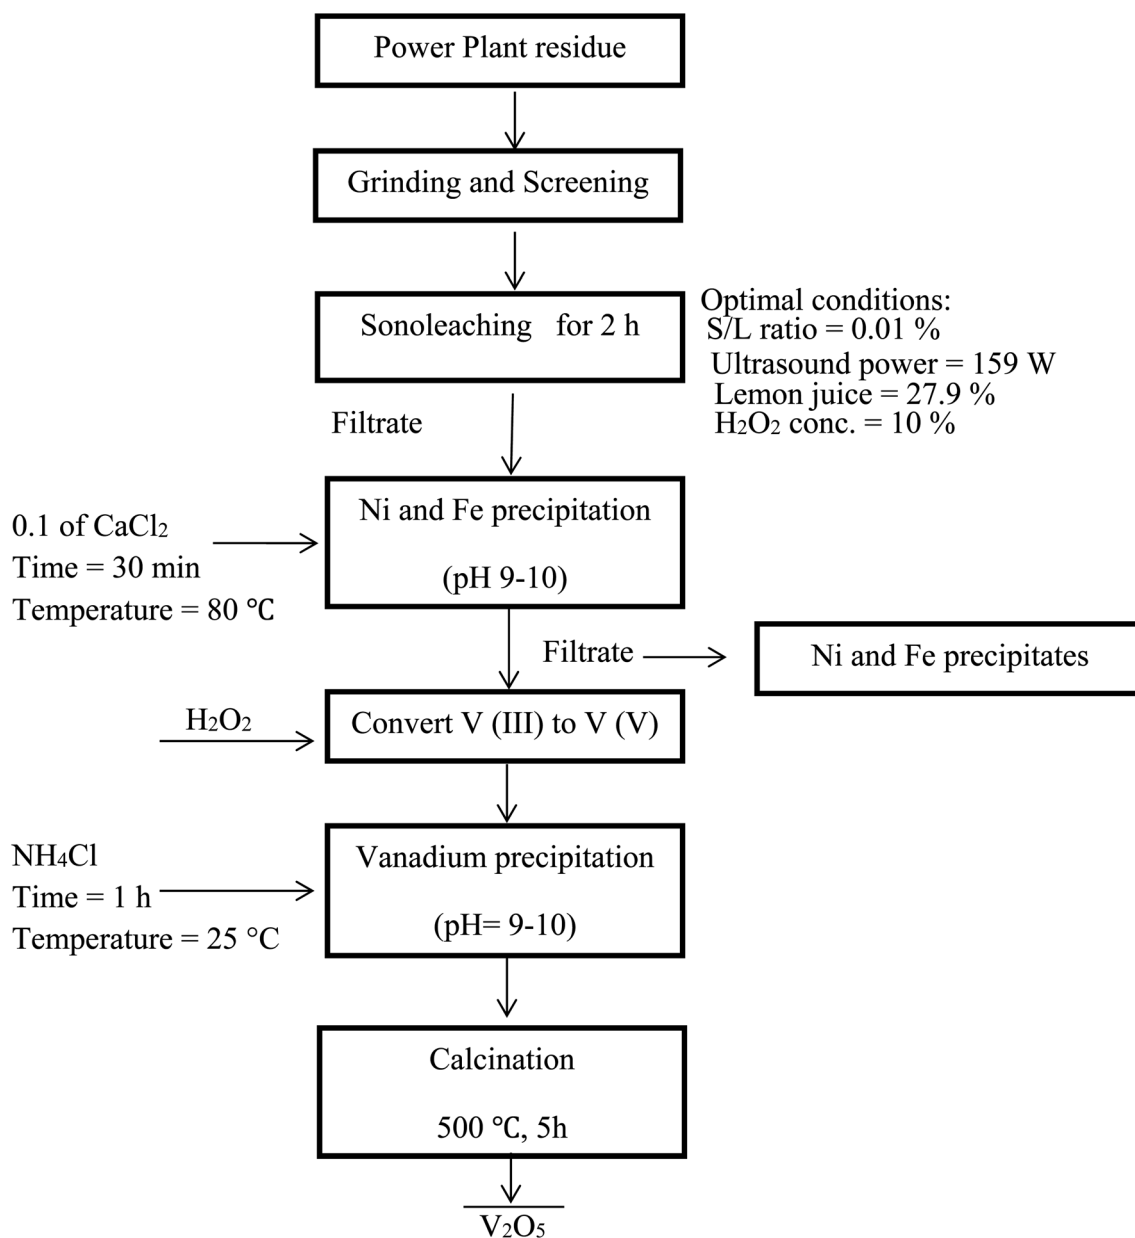 Power Plant residue
Grinding and Screening
Sonoleaching for 2 h
Optimal conditions:
S/L ratio = 0.01 %
Ultrasound power = 159 W
Lemon juice = 27.9 %
H₂O₂ conc. = 10 %
Filtrate
Ni and Fe precipitation
(pH 9-10)
0.1 of CaCl₂
Time = 30 min
Temperature = 80 ℃
Filtrate
Ni and Fe precipitates
H₂O₂
Convert V (III) to V (V)
NH₄Cl
Time = 1 h
Temperature = 25 °C
Vanadium precipitation
(pH= 9-10)
Calcination
500 ℃, 5h
V₂O₅